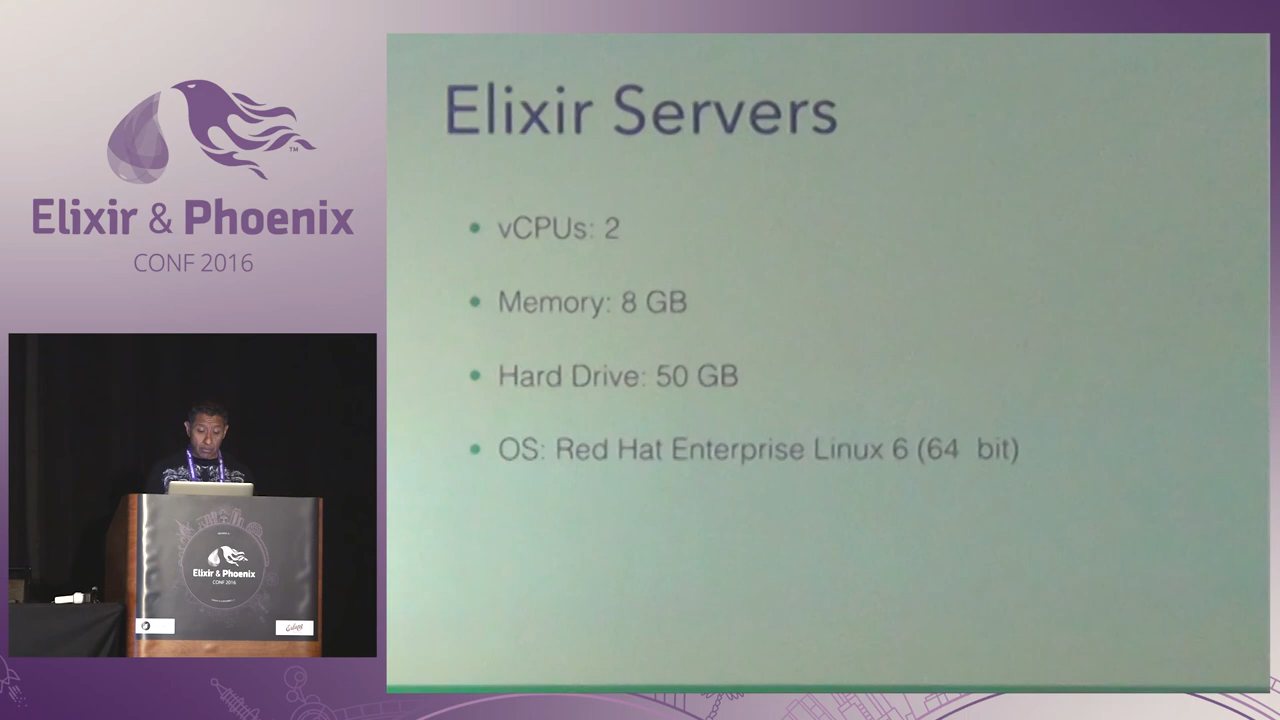 Elixir & Phoenix
CONF 2016
Elixir Servers
• vCPUs: 2
• Memory: 8 GB
• Hard Drive: 50 GB
• OS: Red Hat Enterprise Linux 6 (64  bit)
TM
Elixir & Phoenix
CONF 2016